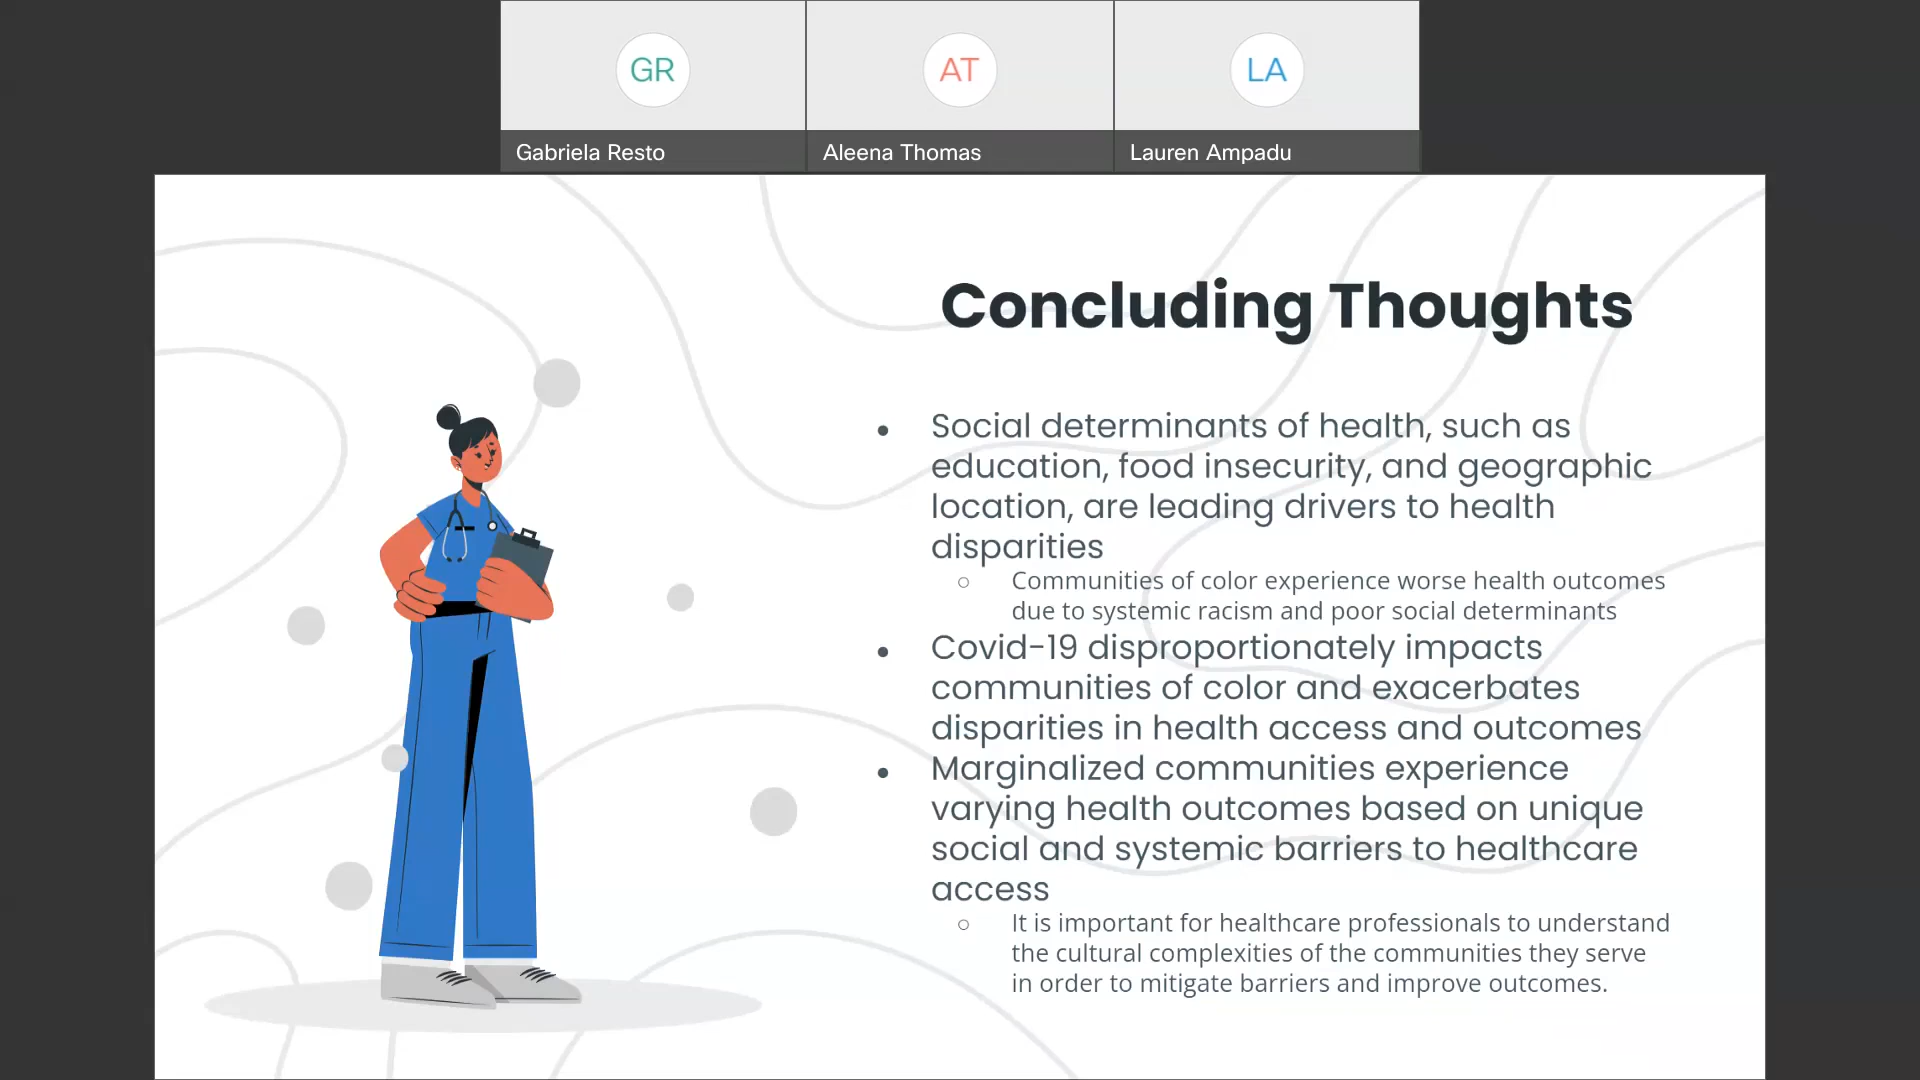 GR
AT
LA
Gabriela Resto
Aleena Thomas
Lauren Ampadu
Concluding Thoughts
• Social determinants of health, such as
education, food insecurity, and geographic
location, are leading drivers to health
disparities
○ Communities of color experience worse health outcomes
due to systemic racism and poor social determinants
• Covid-19 disproportionately impacts
communities of color and exacerbates
disparities in health access and outcomes
• Marginalized communities experience
varying health outcomes based on unique
social and systemic barriers to healthcare
access
○ It is important for healthcare professionals to understand
the cultural complexities of the communities they serve
in order to mitigate barriers and improve outcomes.